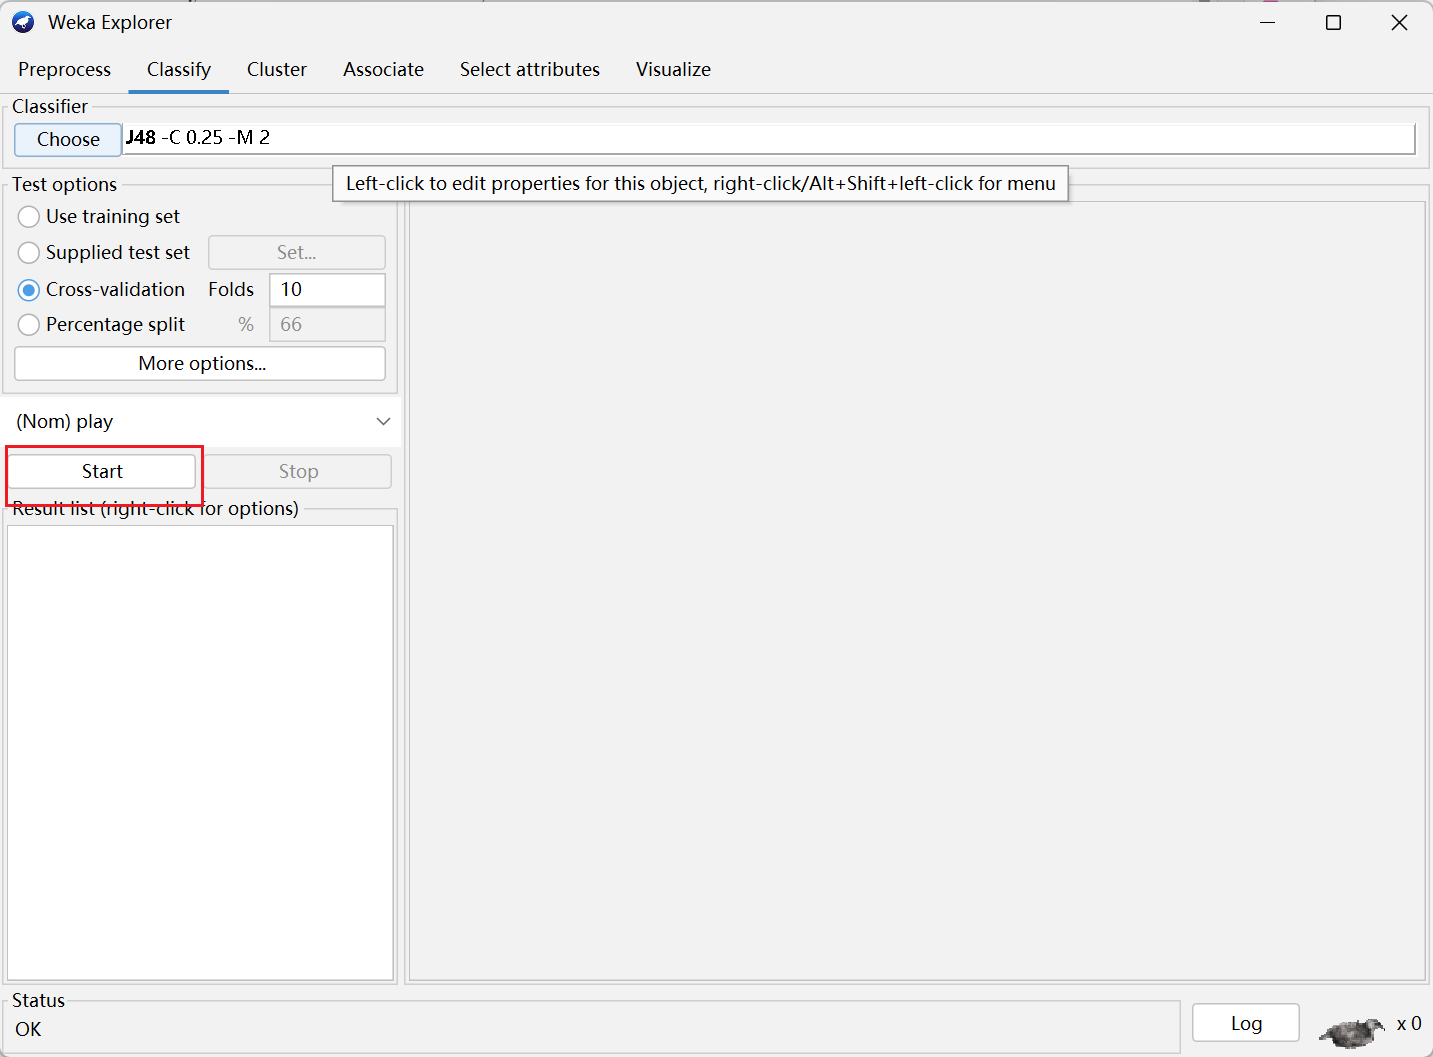 Weka Explorer
Preprocess Classify Cluster Associate Select attributes Visualize
Classifier
Choose J48 -C 0.25 -M 2
Left-click to edit properties for this object, right-click/Alt+Shift+left-click for menu
Test options
Use training set
Supplied test set Set...
Cross-validation Folds 10
Percentage split % 66
More options...
(Nom) play
Start Stop
Result list (right-click for options)
Status
OK
Log x 0